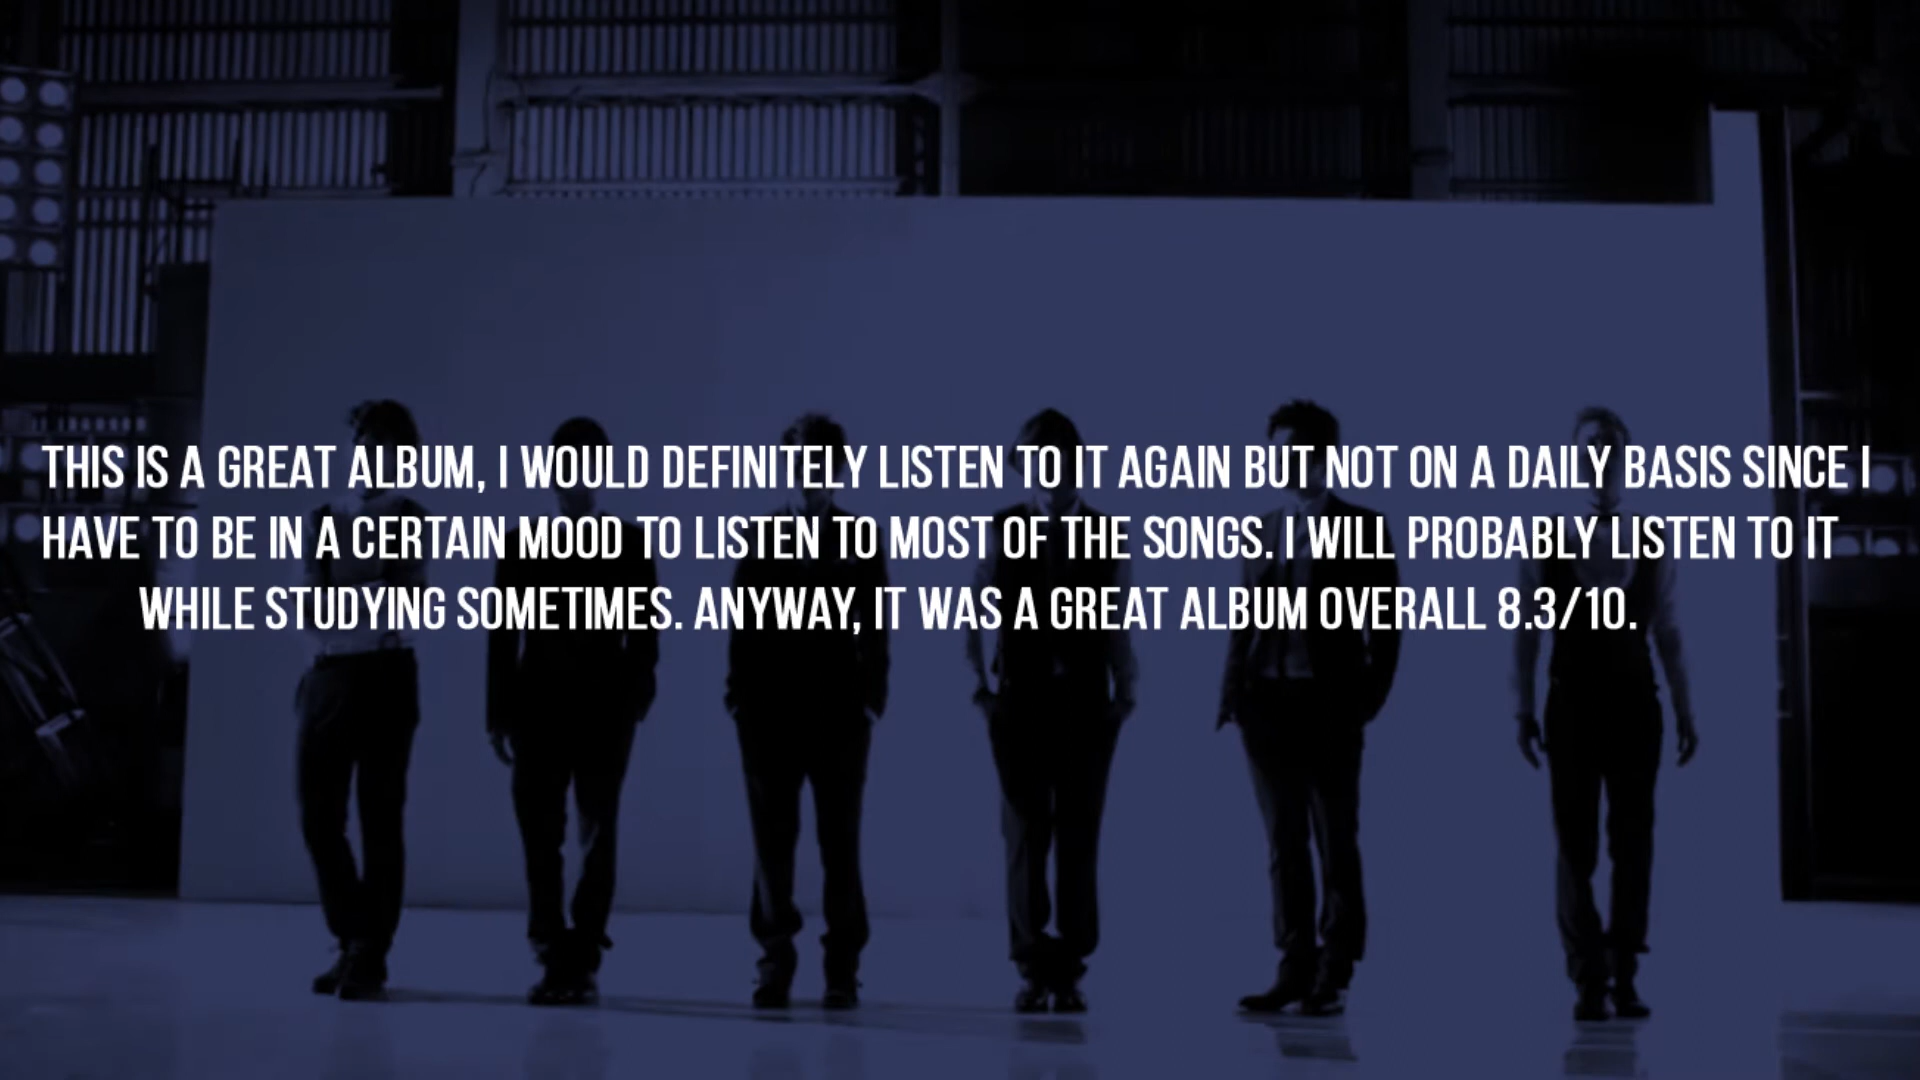 THIS IS A GREAT ALBUM, I WOULD DEFINITELY LISTEN TO IT AGAIN BUT NOT ON A DAILY BASIS SINCE I
HAVE TO BE IN A CERTAIN MOOD TO LISTEN TO MOST OF THE SONGS. I WILL PROBABLY LISTEN TO IT
WHILE STUDYING SOMETIMES. ANYWAY, IT WAS A GREAT ALBUM OVERALL 8.3/10.